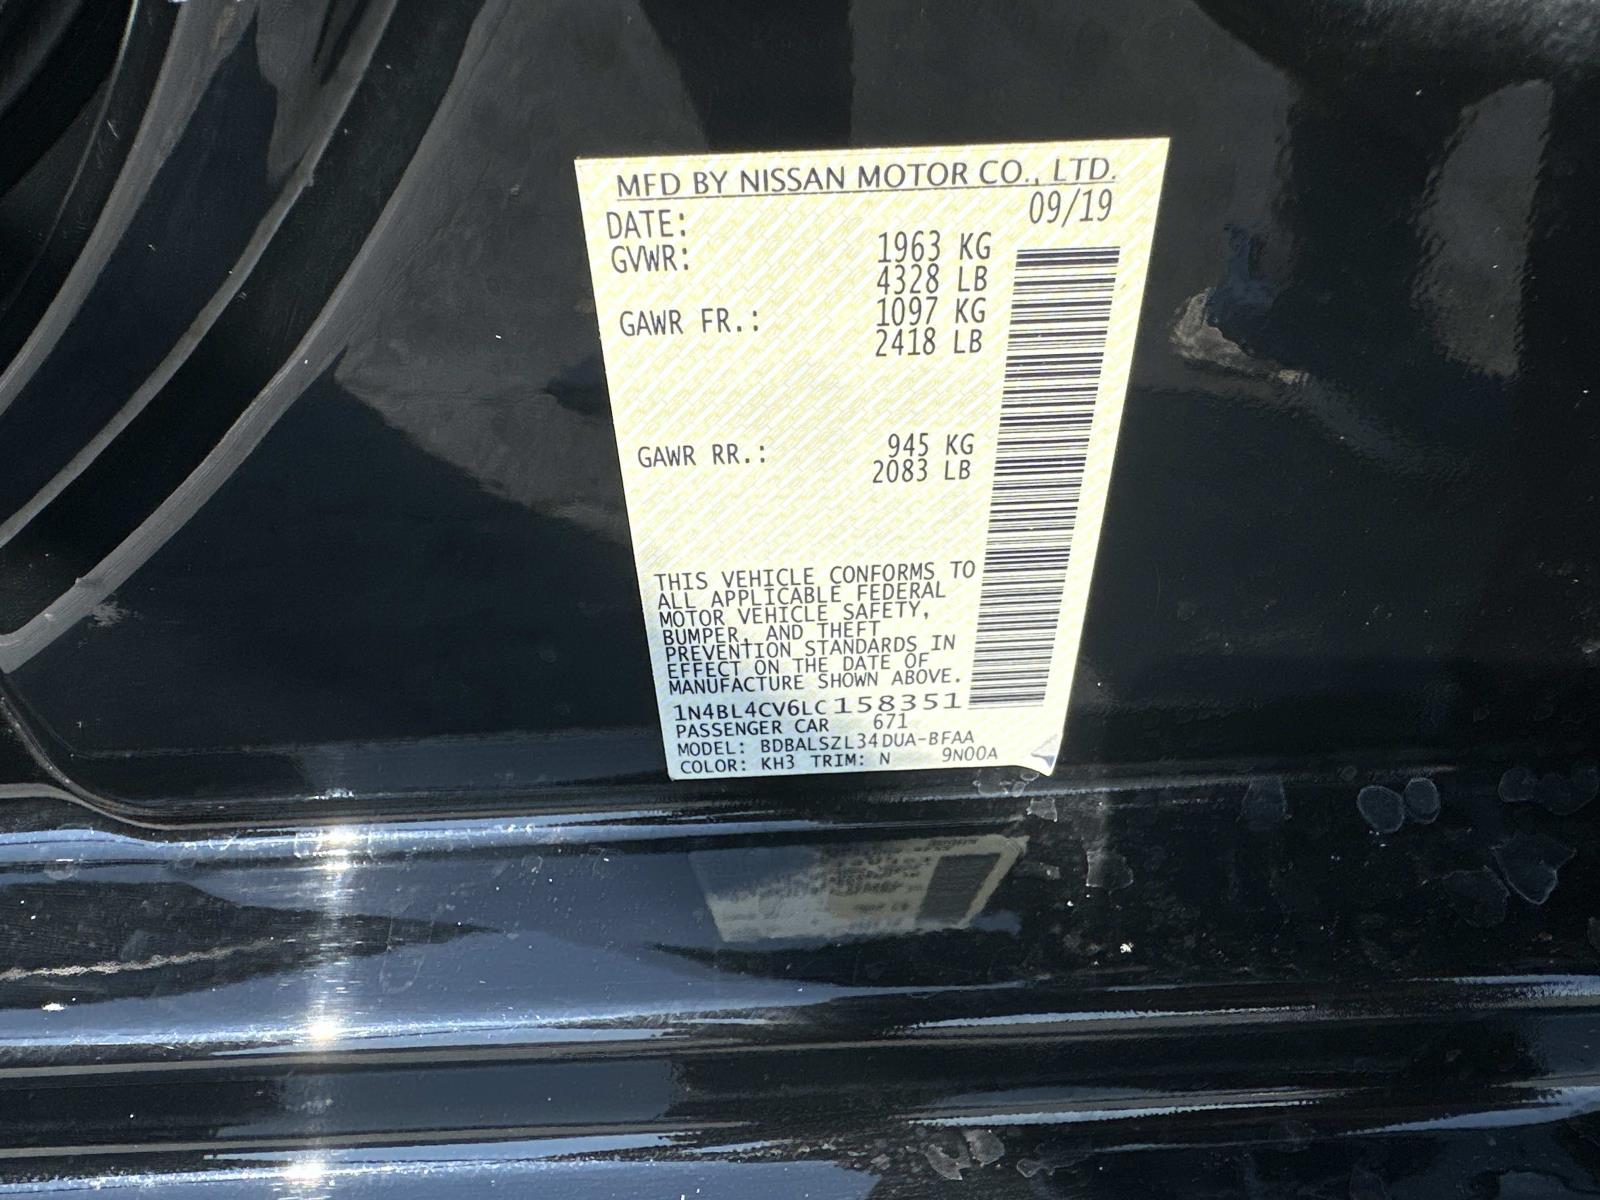 MFD BY NISSAN MOTOR CO., LTD.
DATE: 09/19
GVWR: 1963 KG
4328 LB
GAWR FR.: 1097 KG
2418 LB
GAWR RR.: 945 KG
2083 LB
THIS VEHICLE CONFORMS TO
ALL APPLICABLE FEDERAL
MOTOR VEHICLE SAFETY,
BUMPER, AND THEFT
PREVENTION STANDARDS IN
EFFECT ON THE DATE OF
MANUFACTURE SHOWN ABOVE.
1N4BL4CV6LC158351
PASSENGER CAR 671
MODEL: BDBALSZL34DUA-BFAA
COLOR: KH3 TRIM: N 9N00A